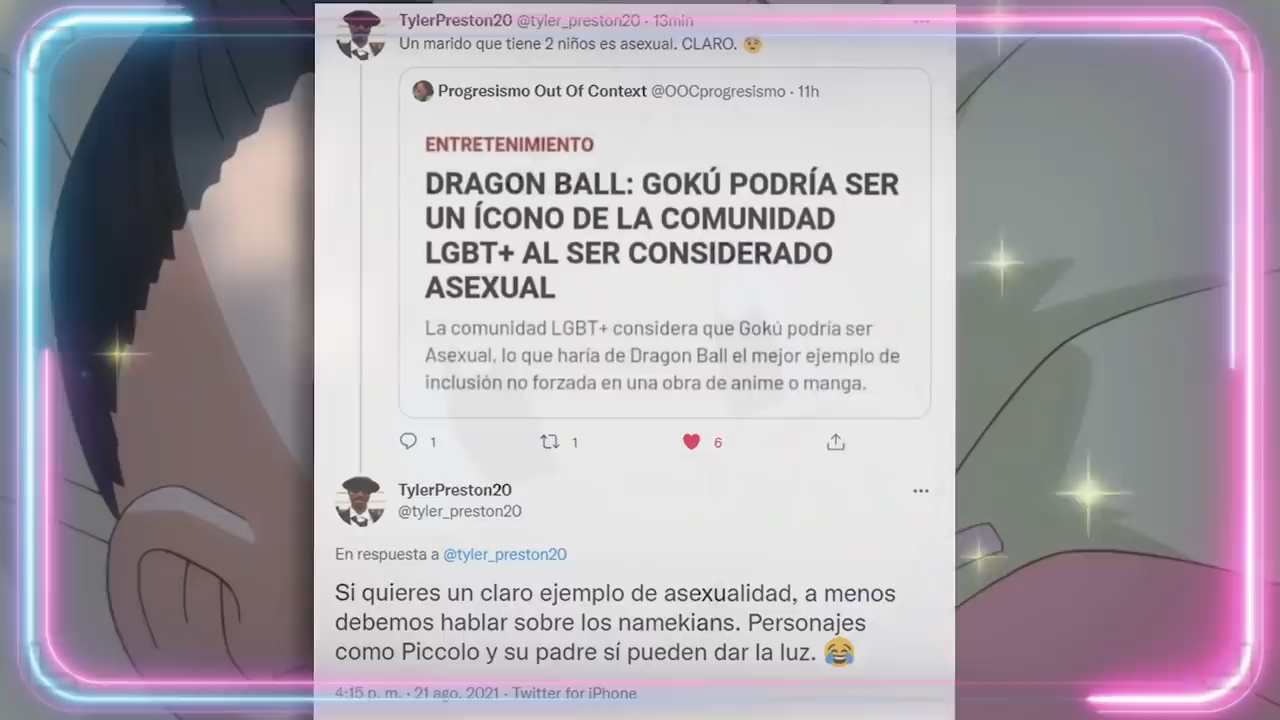 TylerPreston20 @tyler_preston20 · 13min
Un marido que tiene 2 niños es asexual. CLARO. 😉
Progresismo Out Of Context @OOCprogresismo · 11h
ENTRETENIMIENTO
DRAGON BALL: GOKÚ PODRÍA SER
UN ÍCONO DE LA COMUNIDAD
LGBT+ AL SER CONSIDERADO
ASEXUAL
La comunidad LGBT+ considera que Gokú podría ser
Asexual, lo que haría de Dragon Ball el mejor ejemplo de
inclusión no forzada en una obra de anime o manga.
1 1 6
TylerPreston20
@tyler_preston20
En respuesta a @tyler_preston20
Si quieres un claro ejemplo de asexualidad, a menos
debemos hablar sobre los namekians. Personajes
como Piccolo y su padre sí pueden dar la luz. 😂
4:15 p. m. · 21 ago. 2021 · Twitter for iPhone